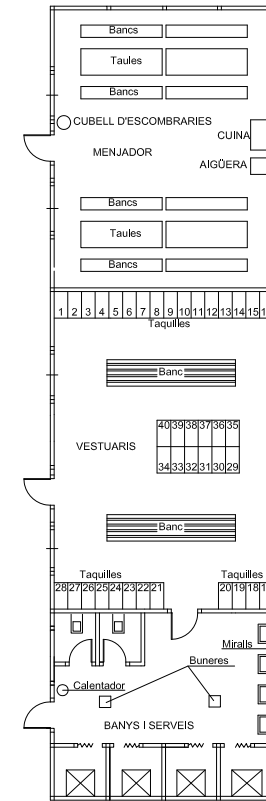 Bancs
Taules
Bancs
CUBELL D'ESCOMBRARIES
CUINA
MENJADOR
AIGÜERA
Bancs
Taules
Bancs
1 2 3 4 5 6 7 8 9 10 11 12 13 14 15
Taquilles
Banc
40 39 38 37 36 35
VESTUARIS
34 33 32 31 30 29
Banc
Taquilles Taquilles
28 27 26 25 24 23 22 21 20 19 18
Miralls
Buneres
Calentador
BANYS I SERVEIS